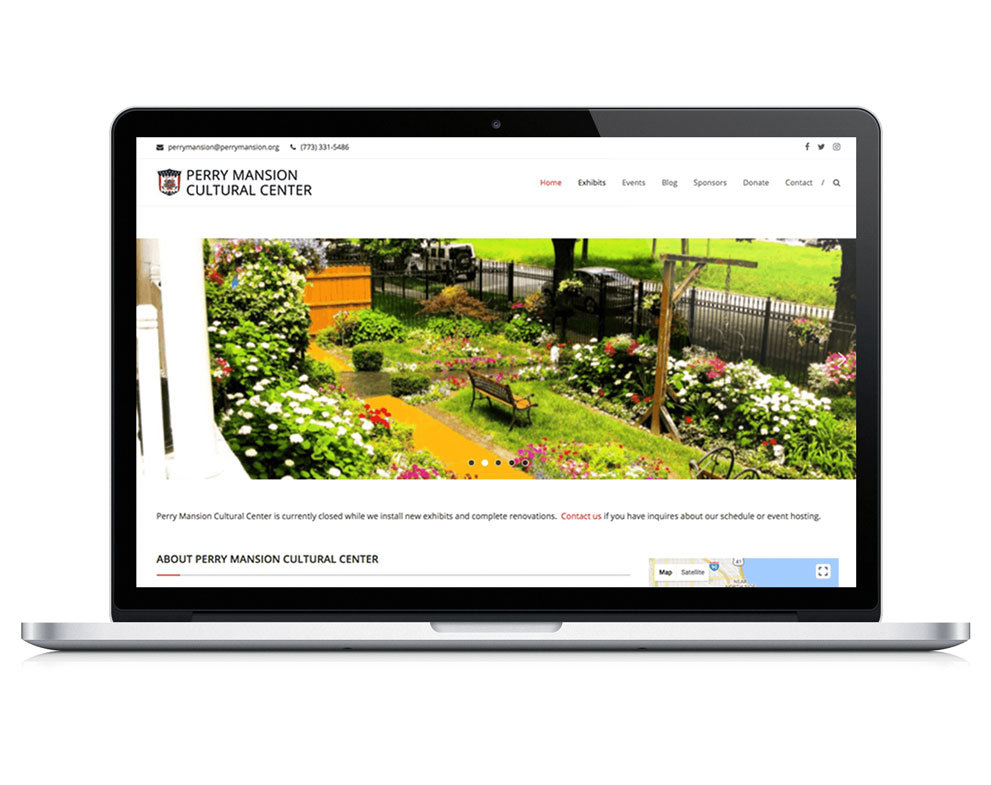 perrymansion@perrymansion.org (773) 331-5486
PERRY MANSION
CULTURAL CENTER
Home Exhibits Events Blog Sponsors Donate Contact /
Perry Mansion Cultural Center is currently closed while we install new exhibits and complete renovations. Contact us if you have inquires about our schedule or event hosting.
ABOUT PERRY MANSION CULTURAL CENTER
Map Satellite
41
NEAR